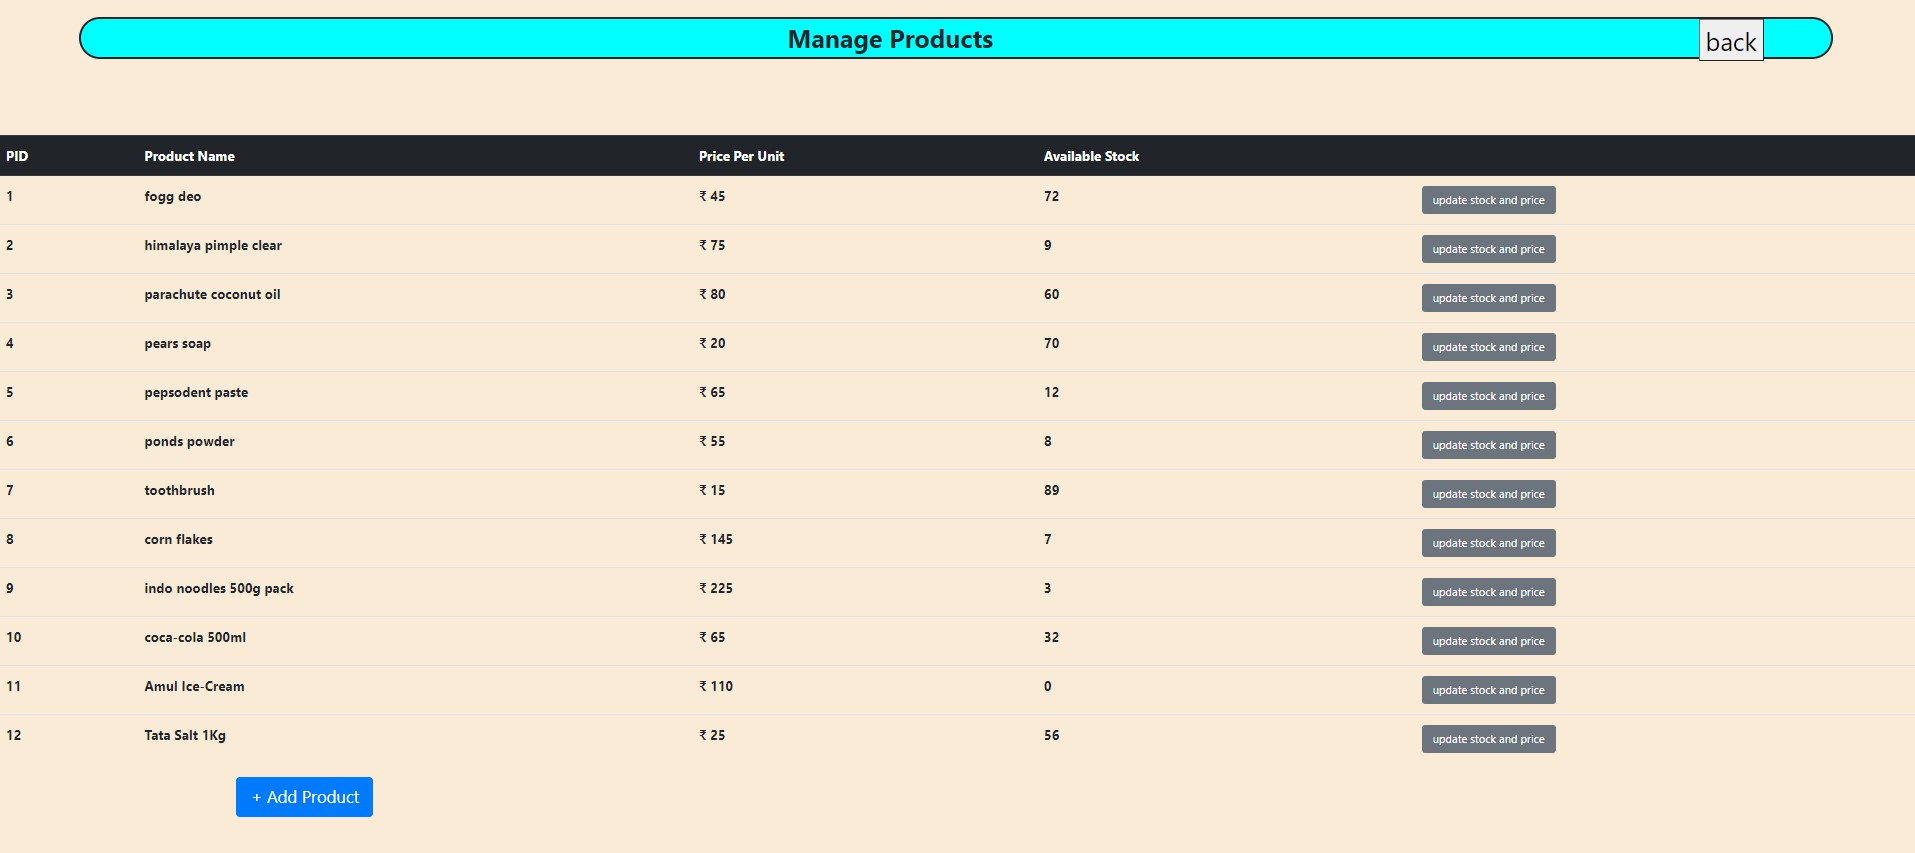 Manage Products back
PID Product Name Price Per Unit Available Stock
1 fogg deo ₹ 45 72 update stock and price
2 himalaya pimple clear ₹ 75 9 update stock and price
3 parachute coconut oil ₹ 80 60 update stock and price
4 pears soap ₹ 20 70 update stock and price
5 pepsodent paste ₹ 65 12 update stock and price
6 ponds powder ₹ 55 8 update stock and price
7 toothbrush ₹ 15 89 update stock and price
8 corn flakes ₹ 145 7 update stock and price
9 indo noodles 500g pack ₹ 225 3 update stock and price
10 coca-cola 500ml ₹ 65 32 update stock and price
11 Amul Ice-Cream ₹ 110 0 update stock and price
12 Tata Salt 1Kg ₹ 25 56 update stock and price
+ Add Product